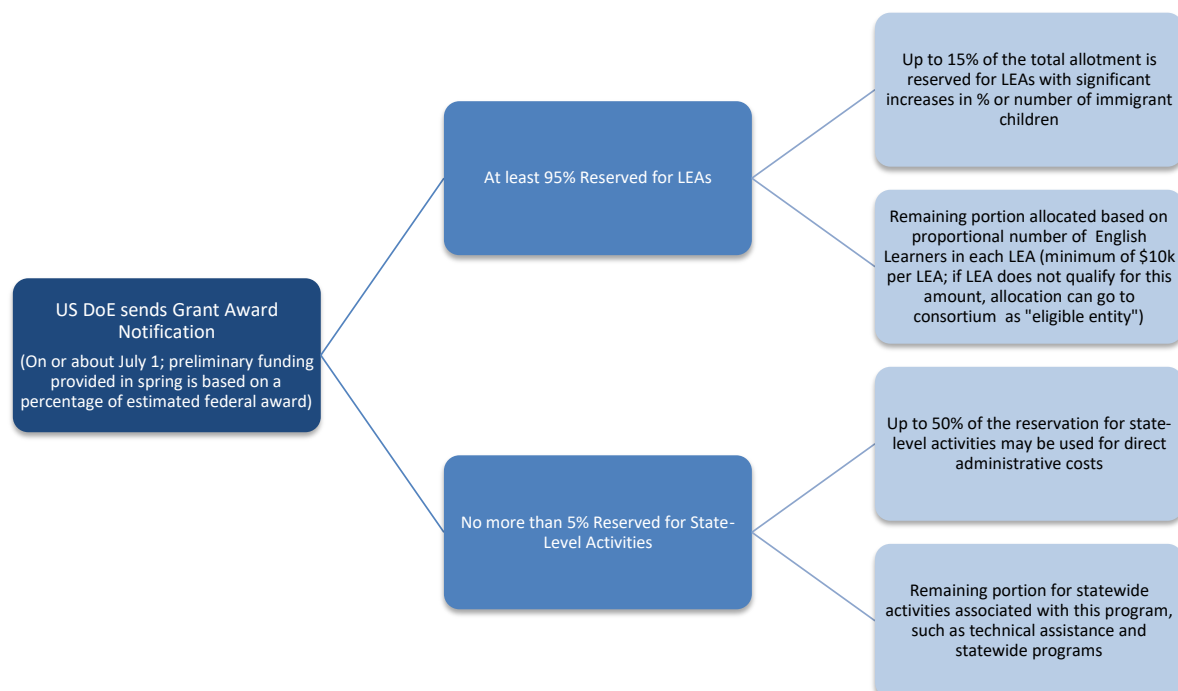 US DoE sends Grant Award
Notification
(On or about July 1; preliminary funding
provided in spring is based on a
percentage of estimated federal award)
At least 95% Reserved for LEAs
Up to 15% of the total allotment is
reserved for LEAs with significant
increases in % or number of immigrant
children
Remaining portion allocated based on
proportional number of English
Learners in each LEA (minimum of $10k
per LEA; if LEA does not qualify for this
amount, allocation can go to
consortium as "eligible entity")
No more than 5% Reserved for State-
Level Activities
Up to 50% of the reservation for state-
level activities may be used for direct
administrative costs
Remaining portion for statewide
activities associated with this program,
such as technical assistance and
statewide programs